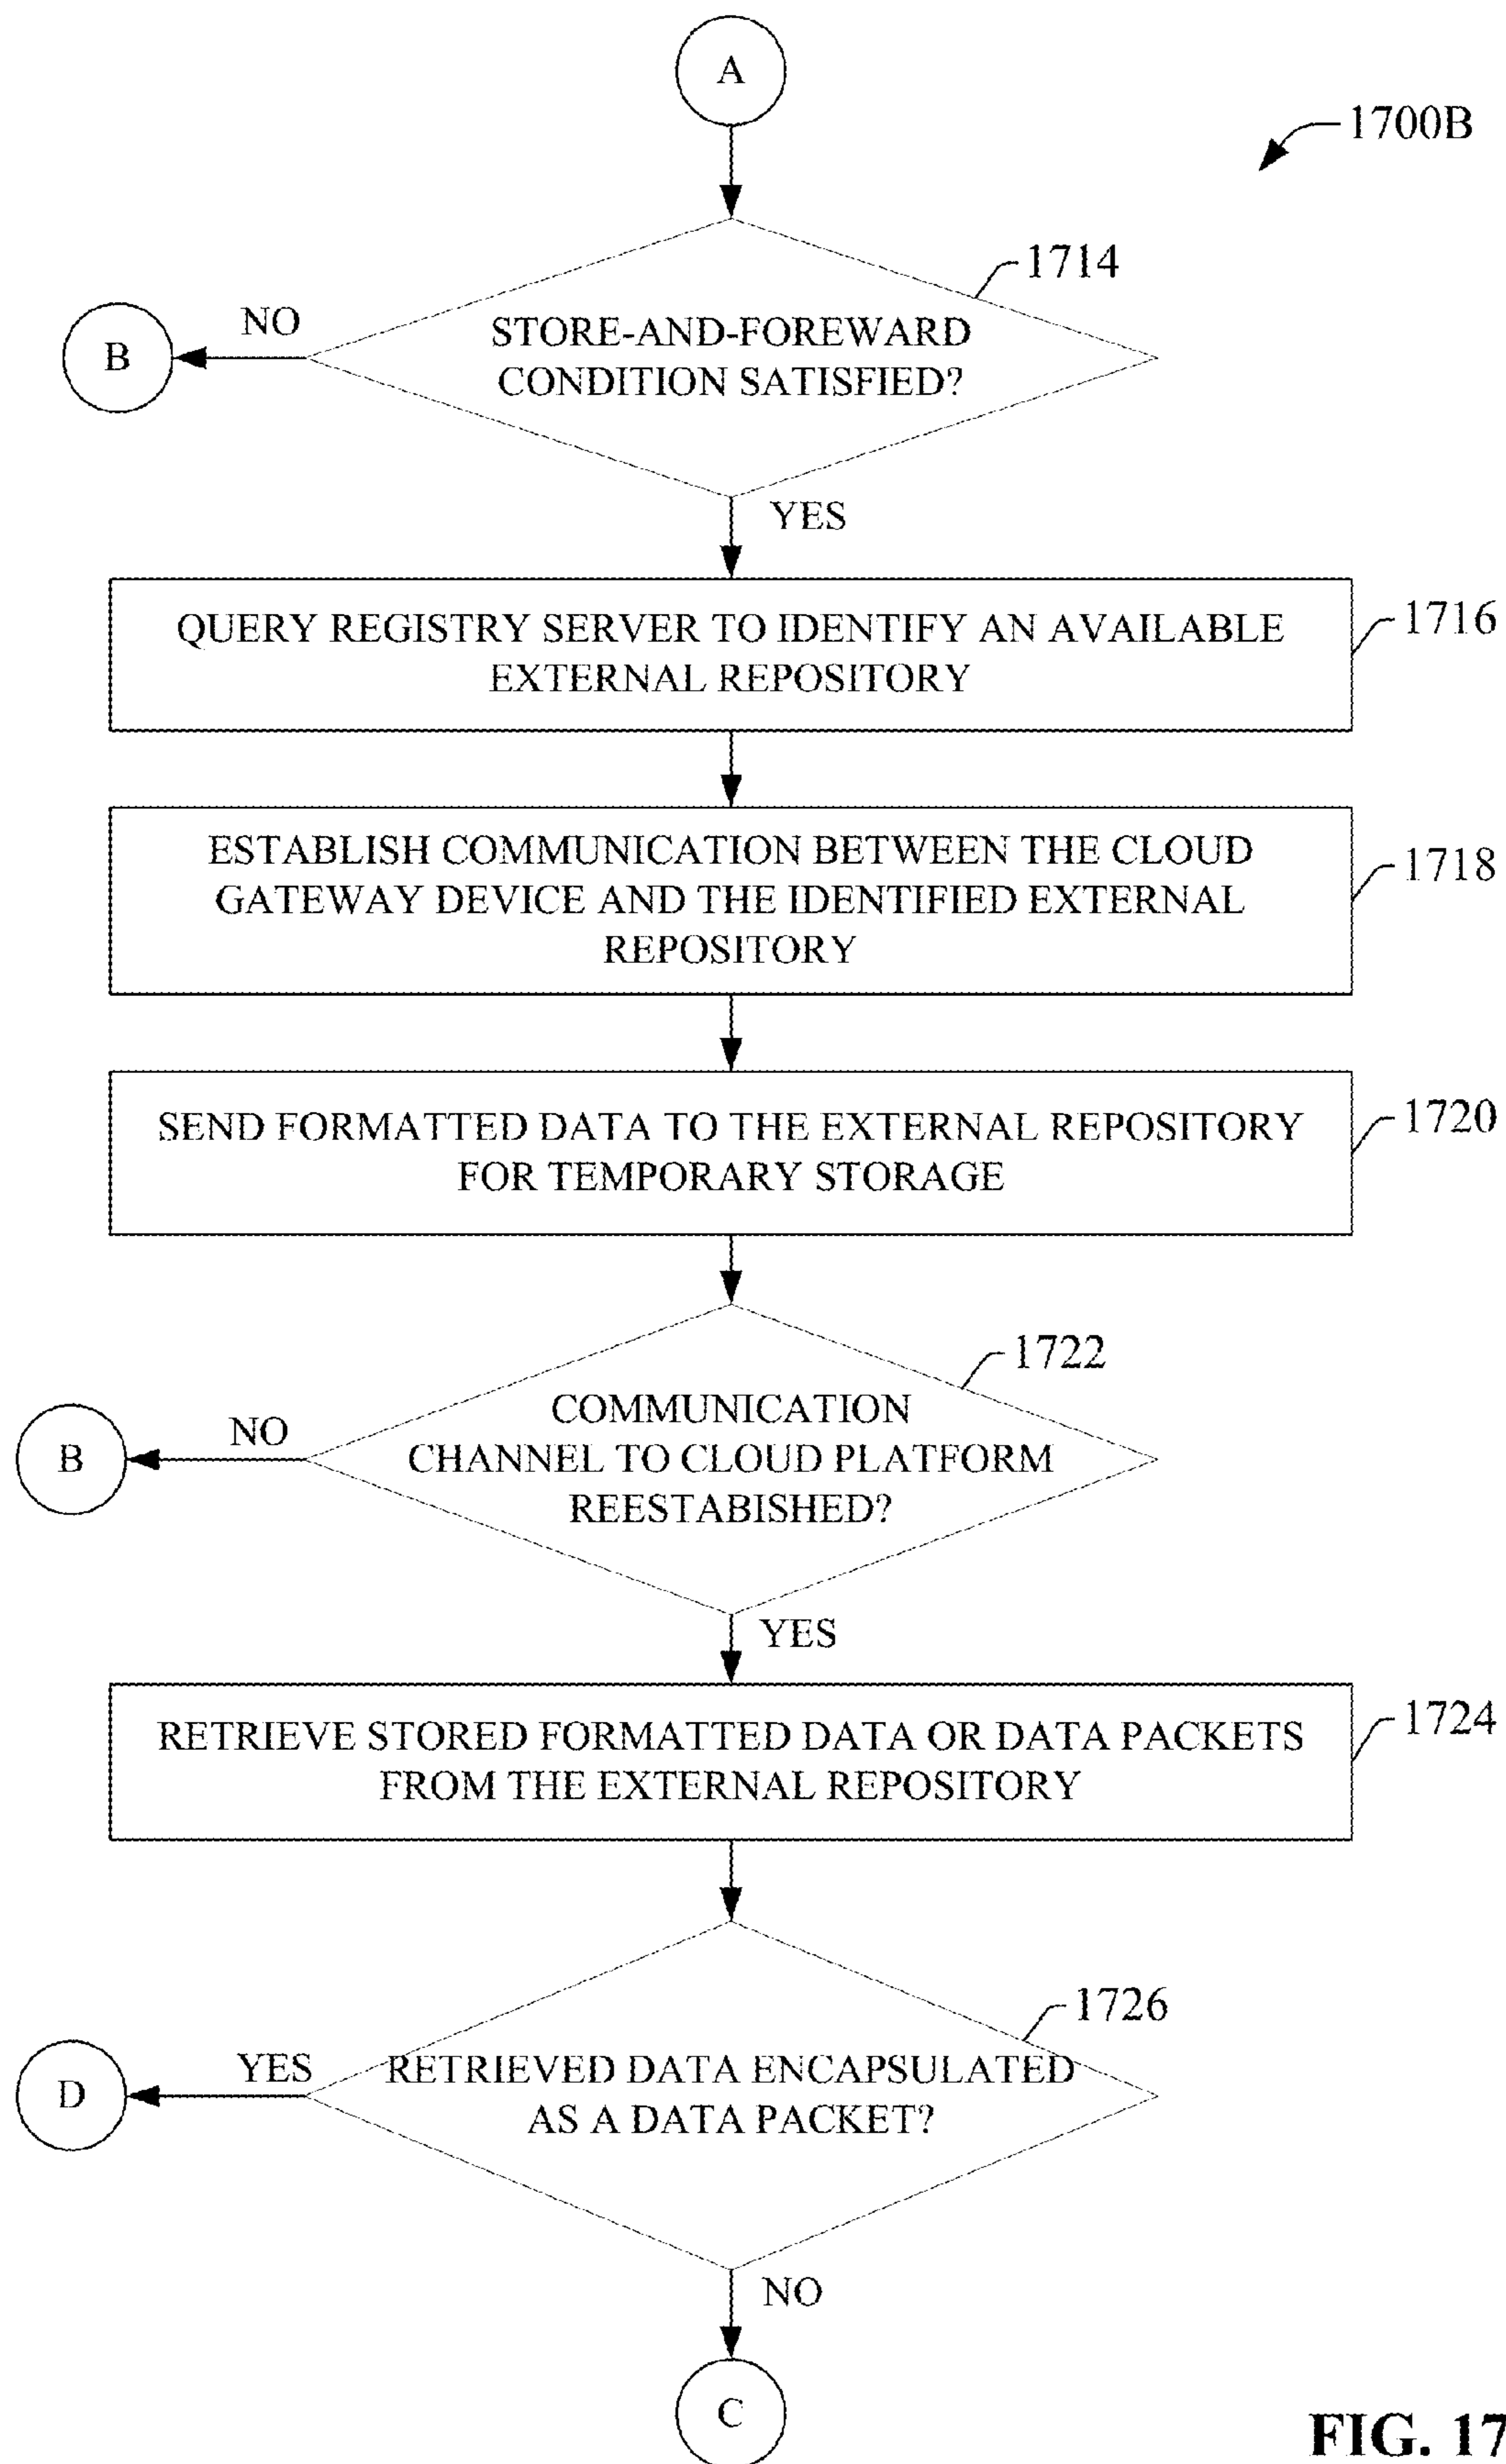 A
1700B
1714
NO
B
STORE-AND-FOREWARD
CONDITION SATISFIED?
YES
QUERY REGISTRY SERVER TO IDENTIFY AN AVAILABLE
EXTERNAL REPOSITORY
1716
ESTABLISH COMMUNICATION BETWEEN THE CLOUD
GATEWAY DEVICE AND THE IDENTIFIED EXTERNAL
REPOSITORY
1718
SEND FORMATTED DATA TO THE EXTERNAL REPOSITORY
FOR TEMPORARY STORAGE
1720
1722
NO
B
COMMUNICATION
CHANNEL TO CLOUD PLATFORM
REESTABISHED?
YES
RETRIEVE STORED FORMATTED DATA OR DATA PACKETS
FROM THE EXTERNAL REPOSITORY
1724
1726
YES
D
RETRIEVED DATA ENCAPSULATED
AS A DATA PACKET?
NO
C
FIG. 17